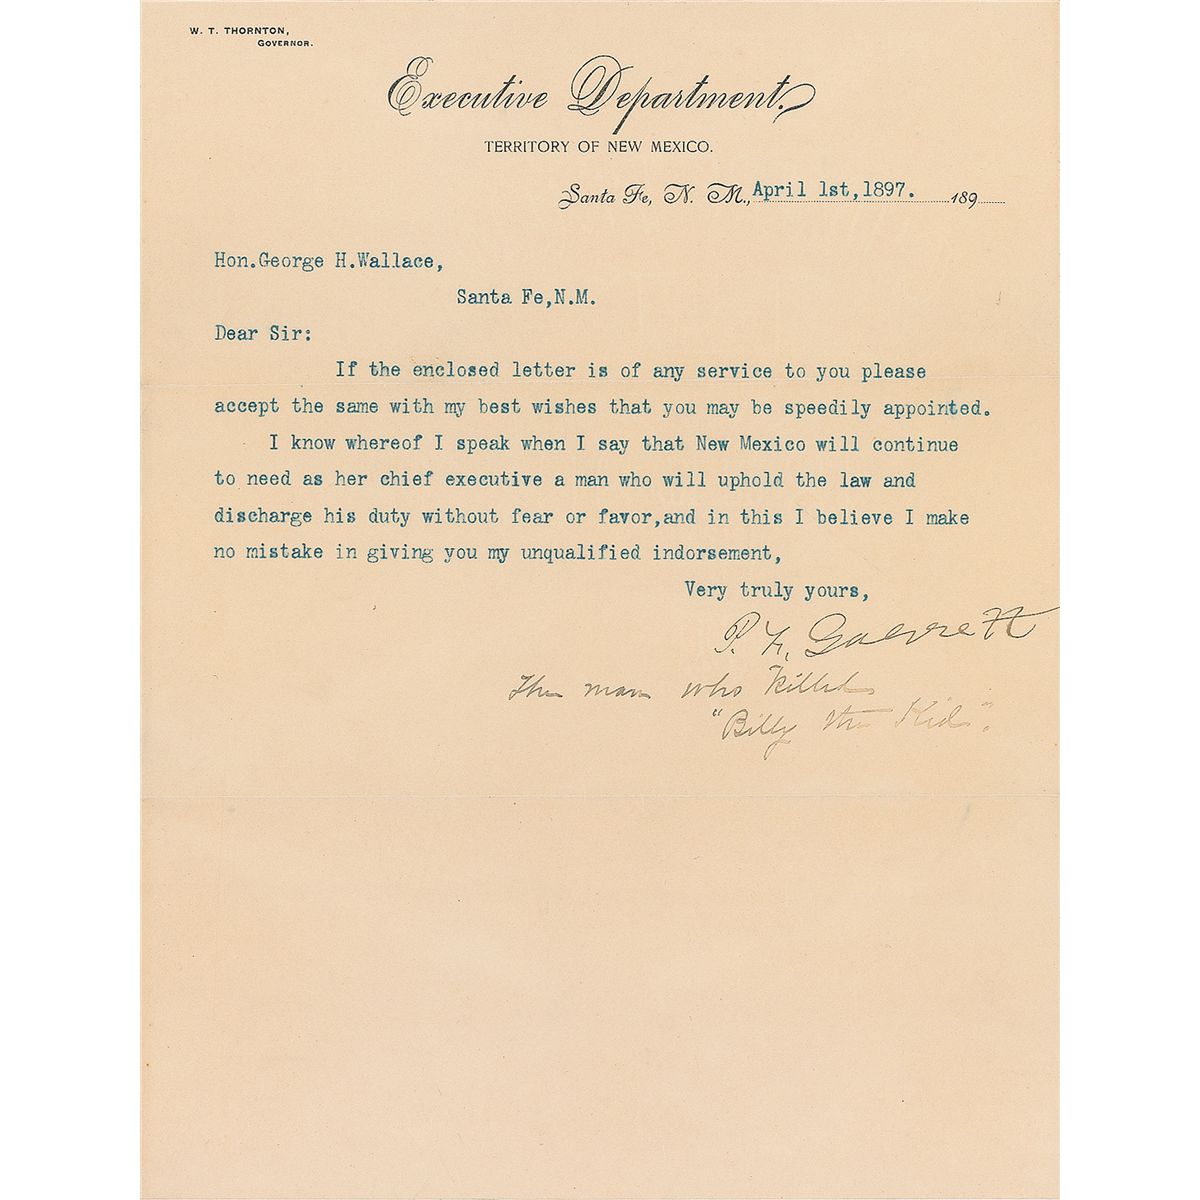 W. T. THORNTON,
GOVERNOR.
Executive Department.
TERRITORY OF NEW MEXICO.
Santa Fe, N. M., April 1st, 1897. 189
Hon.George H.Wallace,
Santa Fe,N.M.
Dear Sir:
If the enclosed letter is of any service to you please
accept the same with my best wishes that you may be speedily appointed.
I know whereof I speak when I say that New Mexico will continue
to need as her chief executive a man who will uphold the law and
discharge his duty without fear or favor,and in this I believe I make
no mistake in giving you my unqualified indorsement,
Very truly yours,
P. F. Garrett
The man who killed
"Billy the Kid".